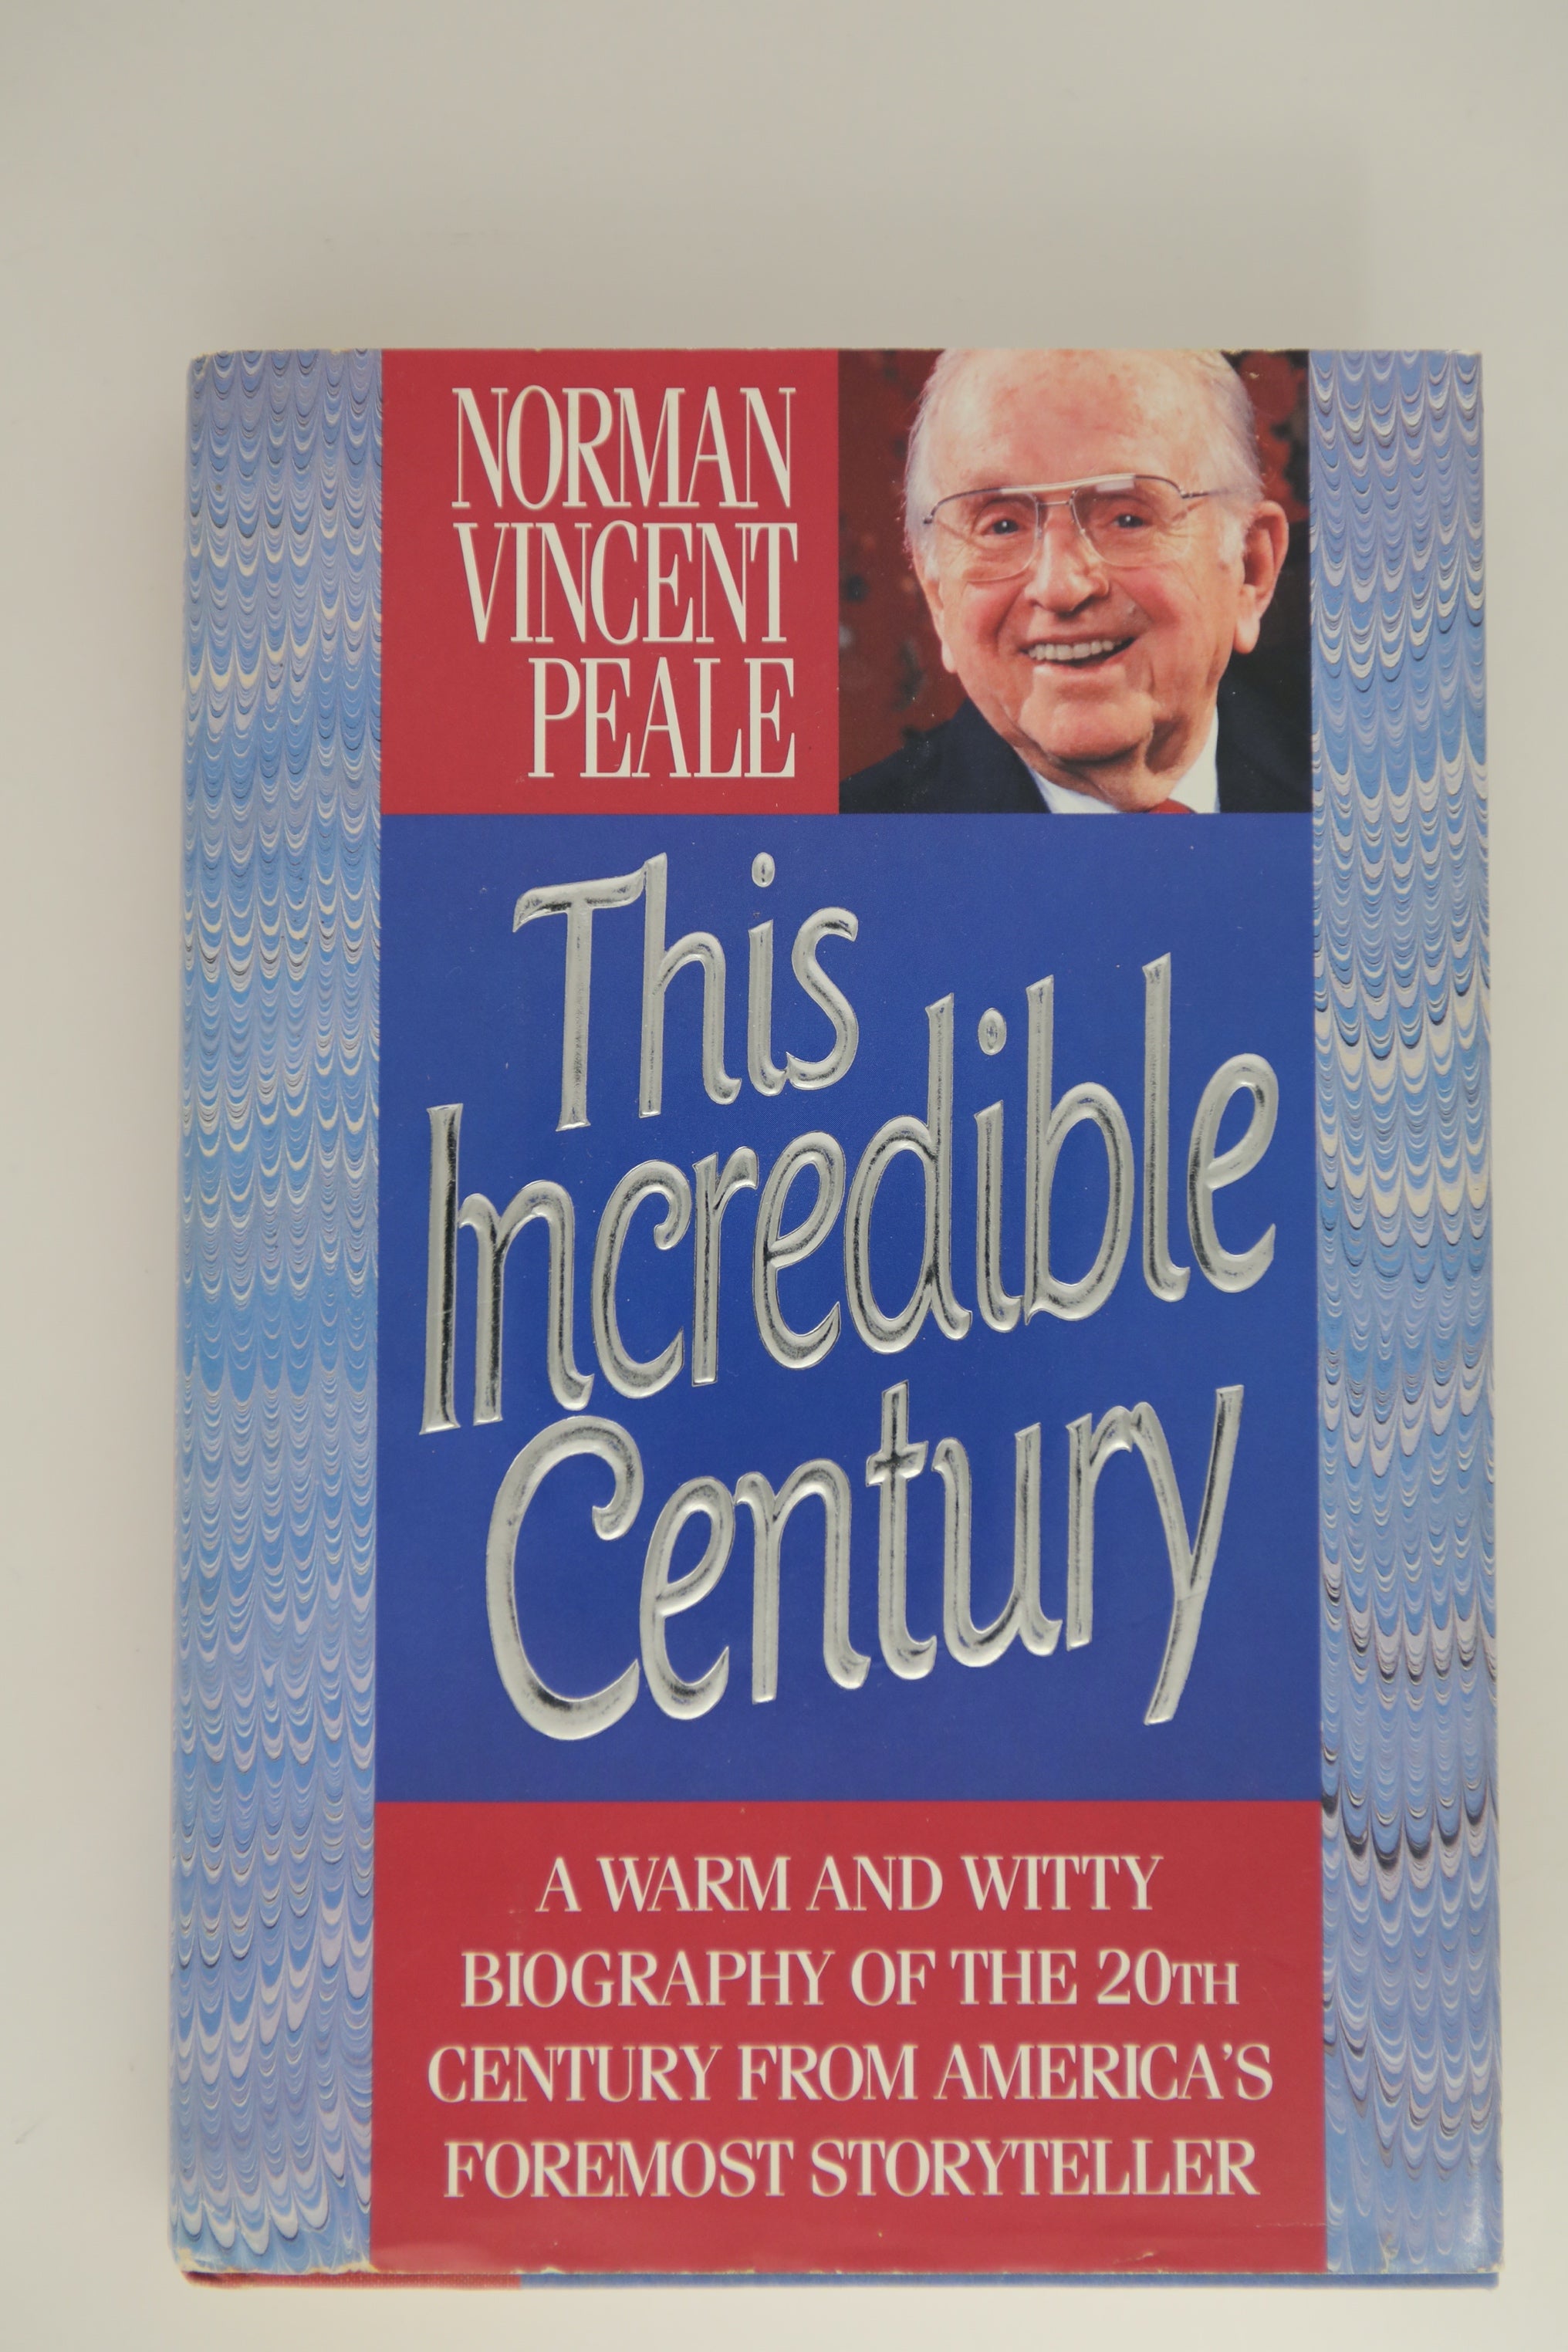 NORMAN
VINCENT
PEALE
This
Incredible
Century
A WARM AND WITTY
BIOGRAPHY OF THE 20TH
CENTURY FROM AMERICA'S
FOREMOST STORYTELLER